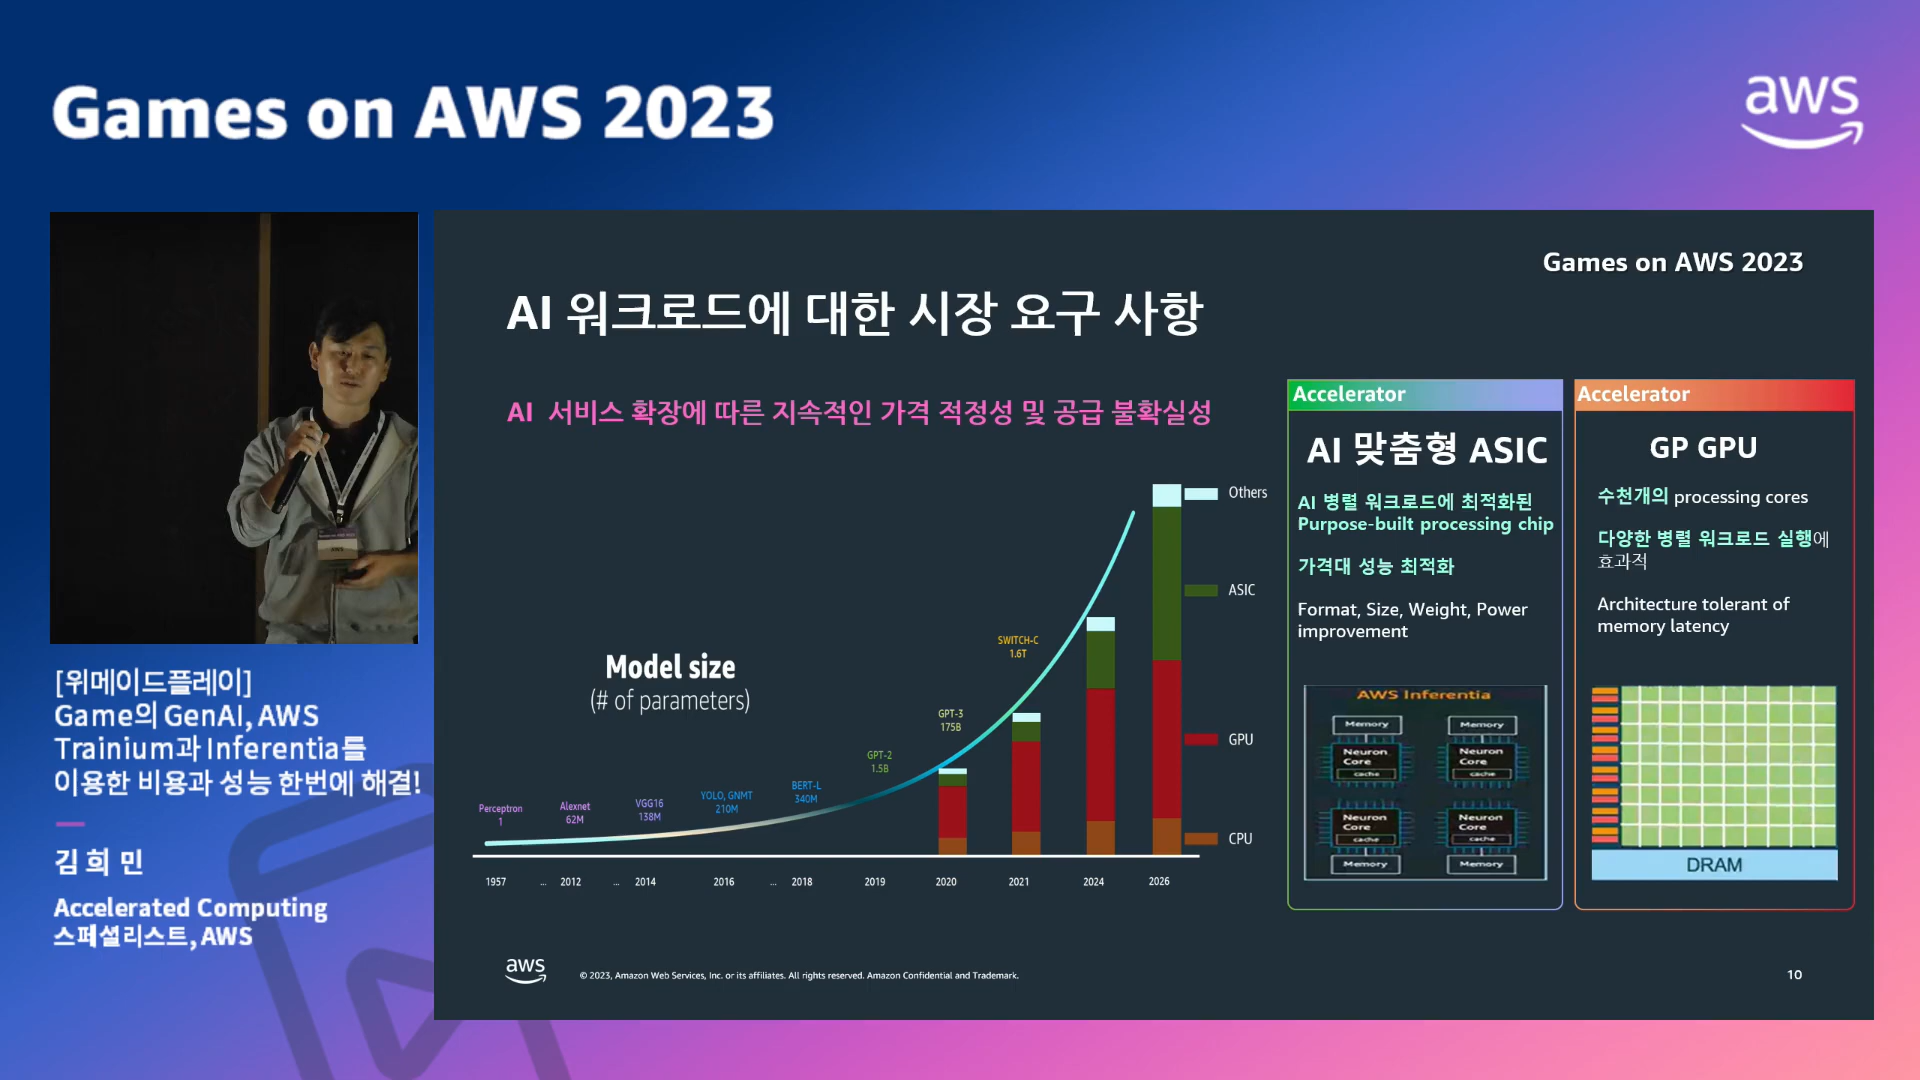 Games on AWS 2023
aws
[위메이드플레이]
Game의 GenAI, AWS
Trainium과 Inferentia를
이용한 비용과 성능 한번에 해결!
김 희 민
Accelerated Computing
스페셜리스트, AWS
Games on AWS 2023
AI 워크로드에 대한 시장 요구 사항
AI 서비스 확장에 따른 지속적인 가격 적정성 및 공급 불확실성
Model size
(# of parameters)
Perceptron
1
Alexnet
62M
VGG16
138M
YOLO, GNMT
210M
BERT-L
340M
GPT-2
1.5B
GPT-3
175B
SWITCH-C
1.6T
Others
ASIC
GPU
CPU
1957 ... 2012 ... 2014 2016 ... 2018 2019 2020 2021 2024 2026
Accelerator
AI 맞춤형 ASIC
AI 병렬 워크로드에 최적화된
Purpose-built processing chip
가격대 성능 최적화
Format, Size, Weight, Power
improvement
AWS Inferentia
Memory Memory
Neuron
Core
cache
Neuron
Core
cache
Neuron
Core
cache
Neuron
Core
cache
Memory Memory
Accelerator
GP GPU
수천개의 processing cores
다양한 병렬 워크로드 실행에
효과적
Architecture tolerant of
memory latency
DRAM
aws
© 2023, Amazon Web Services, Inc. or its affiliates. All rights reserved. Amazon Confidential and Trademark.
10